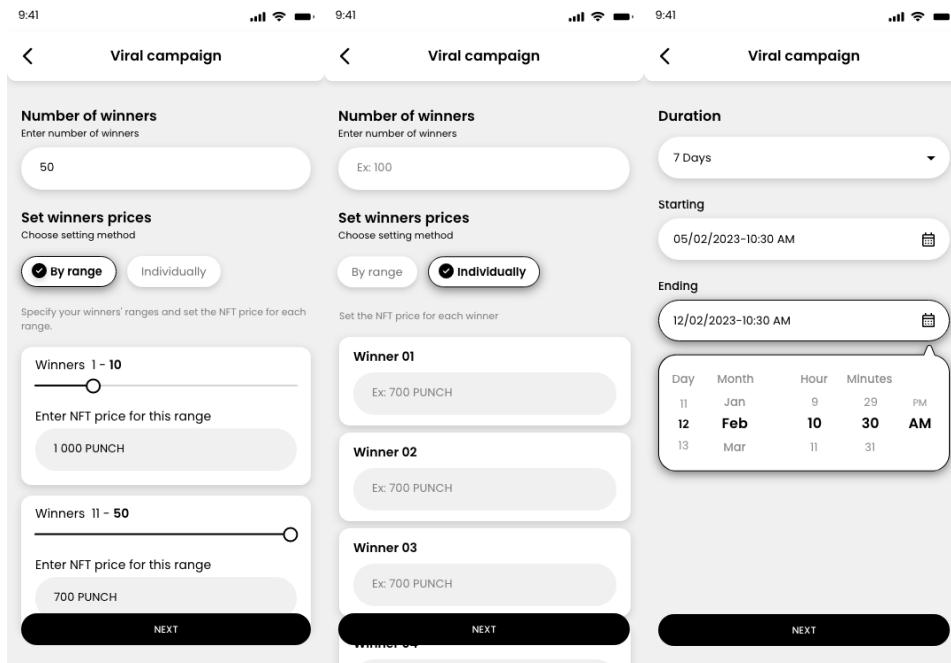 9:41
Viral campaign
Number of winners
Enter number of winners
50
Set winners prices
Choose setting method
By range
Individually
Specify your winners' ranges and set the NFT price for each
range.
Winners 1 - 10
Enter NFT price for this range
1 000 PUNCH
Winners 11 - 50
Enter NFT price for this range
700 PUNCH
NEXT
9:41
Viral campaign
Number of winners
Enter number of winners
Ex: 100
Set winners prices
Choose setting method
By range
Individually
Set the NFT price for each winner
Winner 01
Ex: 700 PUNCH
Winner 02
Ex: 700 PUNCH
Winner 03
Ex: 700 PUNCH
NEXT
Winner 04
9:41
Viral campaign
Duration
7 Days
Starting
05/02/2023-10:30 AM
Ending
12/02/2023-10:30 AM
Day Month Hour Minutes
11 Jan 9 29 PM
12 Feb 10 30 AM
13 Mar 11 31
NEXT